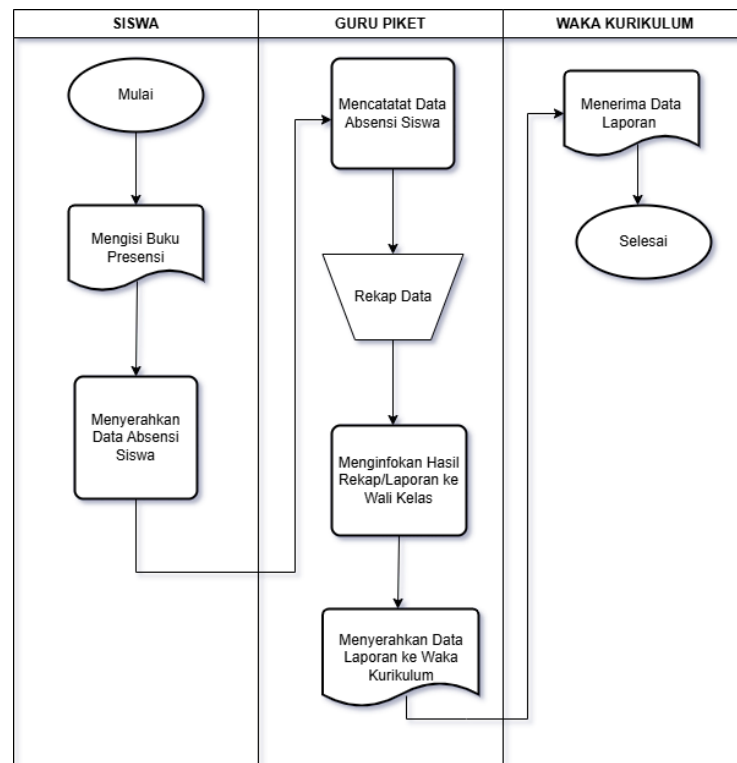 SISWA
GURU PIKET
WAKA KURIKULUM
Mulai
Mengisi Buku
Presensi
Menyerahkan
Data Absensi
Siswa
Mencatatat Data
Absensi Siswa
Rekap Data
Menginfokan Hasil
Rekap/Laporan ke
Wali Kelas
Menyerahkan Data
Laporan ke Waka
Kurikulum
Menerima Data
Laporan
Selesai